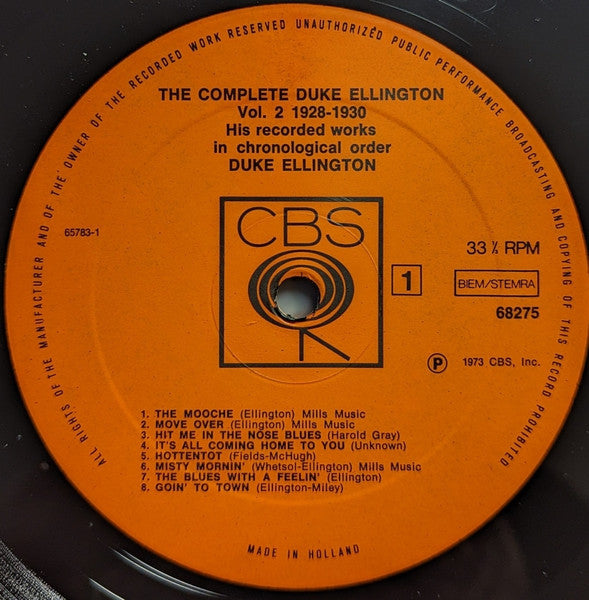 ALL RIGHTS OF THE MANUFACTURER AND OF THE OWNER OF THE RECORDED WORK RESERVED UNAUTHORIZED PUBLIC PERFORMANCE BROADCASTING AND COPYING OF THIS RECORD PROHIBITED
THE COMPLETE DUKE ELLINGTON
Vol. 2 1928-1930
His recorded works
in chronological order
DUKE ELLINGTON
65783-1
CBS
33 ⅓ RPM
1
BIEM/STEMRA
68275
Ⓟ 1973 CBS, Inc.
1. THE MOOCHE (Ellington) Mills Music
2. MOVE OVER (Ellington) Mills Music
3. HIT ME IN THE NOSE BLUES (Harold Gray)
4. IT'S ALL COMING HOME TO YOU (Unknown)
5. HOTTENTOT (Fields-McHugh)
6. MISTY MORNIN' (Whetsol-Ellington) Mills Music
7. THE BLUES WITH A FEELIN' (Ellington)
8. GOIN' TO TOWN (Ellington-Miley)
MADE IN HOLLAND